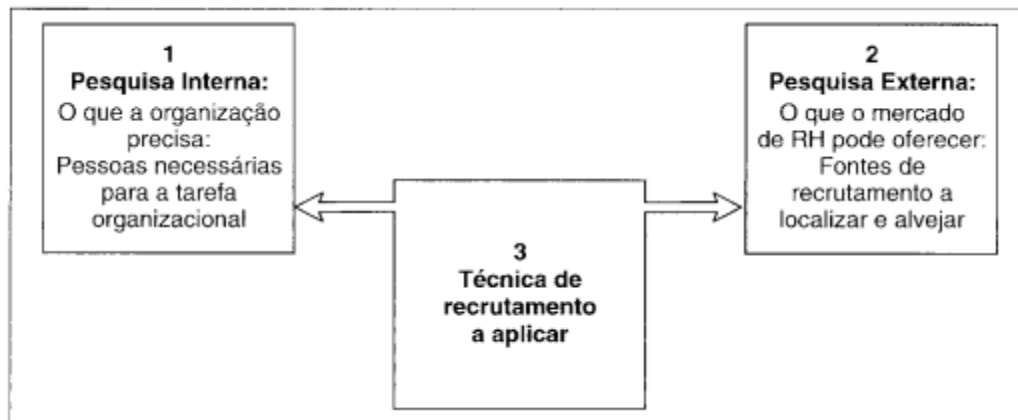 1
Pesquisa Interna:
O que a organização
precisa:
Pessoas necessárias
para a tarefa
organizacional
2
Pesquisa Externa:
O que o mercado
de RH pode oferecer:
Fontes de
recrutamento a
localizar e alvejar
3
Técnica de
recrutamento
a aplicar